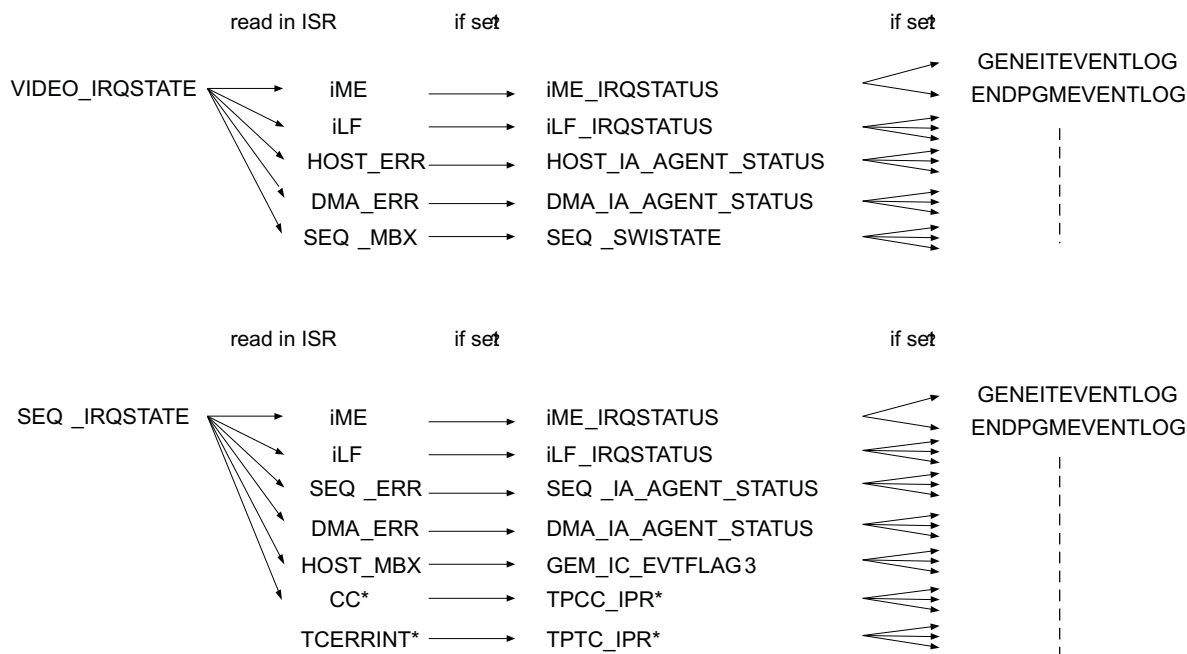 read in ISR if set? if set?
GENEITEVENTLOG
VIDEO_IRQSTATE iME iME_IRQSTATUS ENDPGMEVENTLOG
iLF iLF_IRQSTATUS
HOST_ERR HOST_IA_AGENT_STATUS
DMA_ERR DMA_IA_AGENT_STATUS
SEQ _MBX SEQ _SWISTATE
read in ISR if set? if set?
GENEITEVENTLOG
SEQ _IRQSTATE iME iME_IRQSTATUS ENDPGMEVENTLOG
iLF iLF_IRQSTATUS
SEQ _ERR SEQ _IA_AGENT_STATUS
DMA_ERR DMA_IA_AGENT_STATUS
HOST_MBX GEM_IC_EVTFLAG3
CC* TPCC_IPR*
TCERRINT* TPTC_IPR*